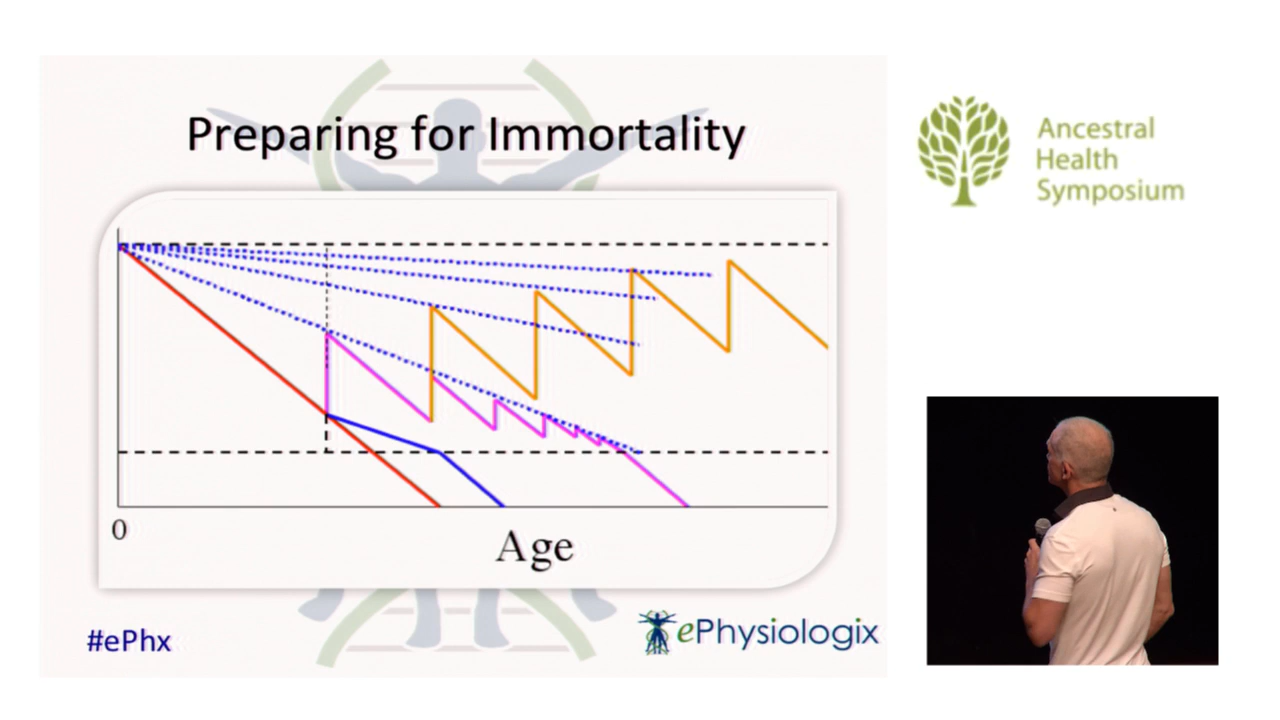 Preparing for Immortality
0
Age
#ePhx
ePhysiologix
Ancestral
Health
Symposium